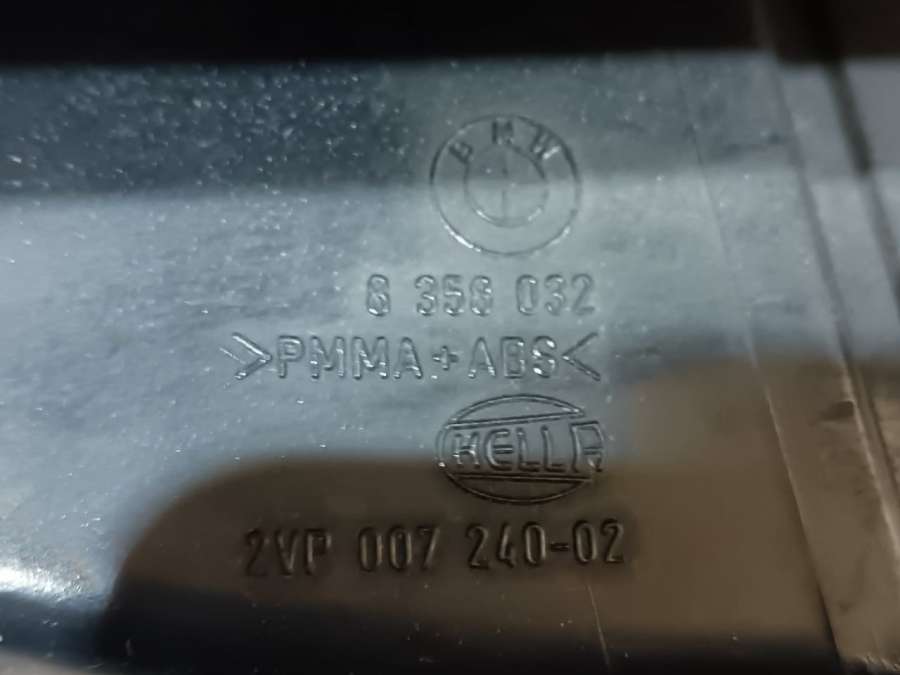 BMW
8 358 032
>PMMA+ABS<
HELLA
2VP 007 240-02